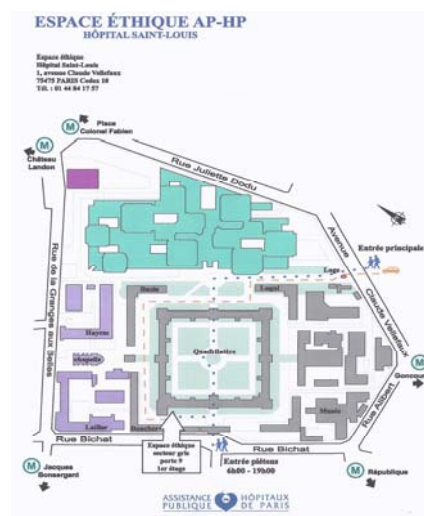 ESPACE ÉTHIQUE AP-HP
HÔPITAL SAINT-LOUIS
Espace éthique
Hôpital Saint-Louis
1, avenue Claude Vellefaux
75475 PARIS Cedex 10
Tél. : 01 44 84 17 57
M
Place
Colonel Fabien
M
Château
Landon
Rue Juliette Dodu
Avenue
Claude Vellefaux
Entrée principale
Loge
Rue de la Granges aux Belles
Bazin
Lugol
Hayem
Quadrilatère
chapelle
M
Goncourt
Rue Alibert
Musée
Lailler
Rue Bichat
Espace éthique
secteur gris
porte 9
1er étage
Rue Bichat
Entrée piétons
6h00 - 19h00
M
Jacques
Bonsergent
M
République
ASSISTANCE
PUBLIQUE
HÔPITAUX
DE PARIS